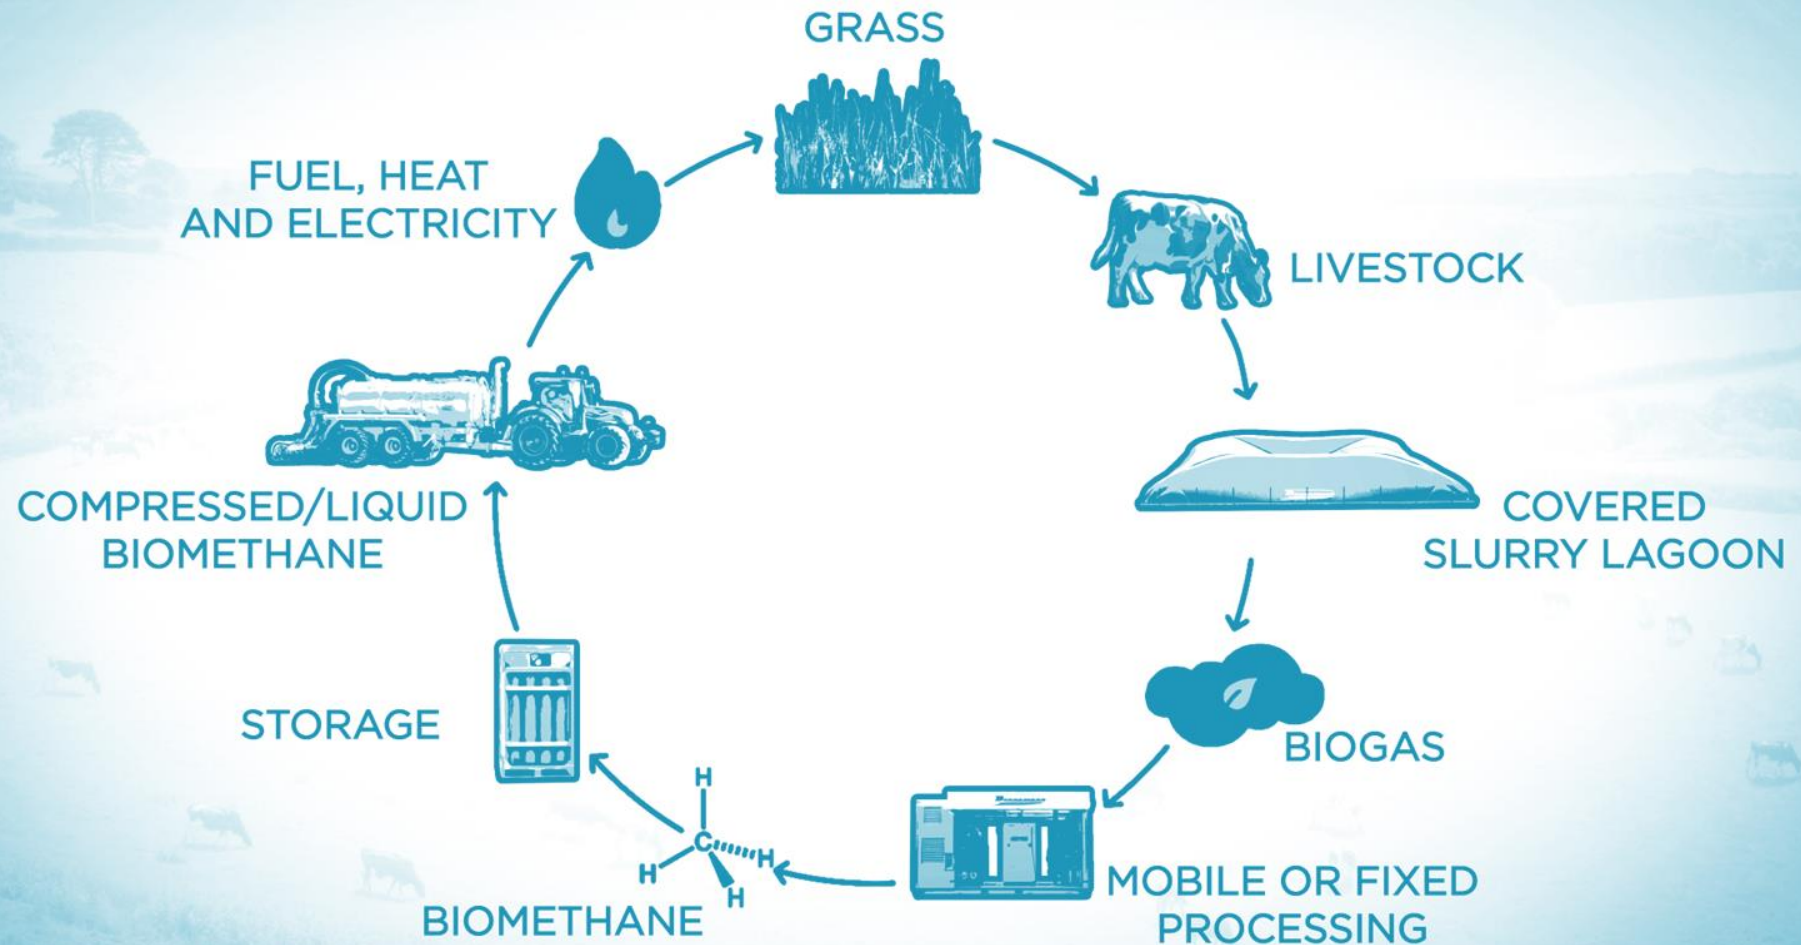 GRASS
LIVESTOCK
COVERED
SLURRY LAGOON
BIOGAS
MOBILE OR FIXED
PROCESSING
BIOMETHANE
H
C
H
H
H
STORAGE
COMPRESSED/LIQUID
BIOMETHANE
FUEL, HEAT
AND ELECTRICITY